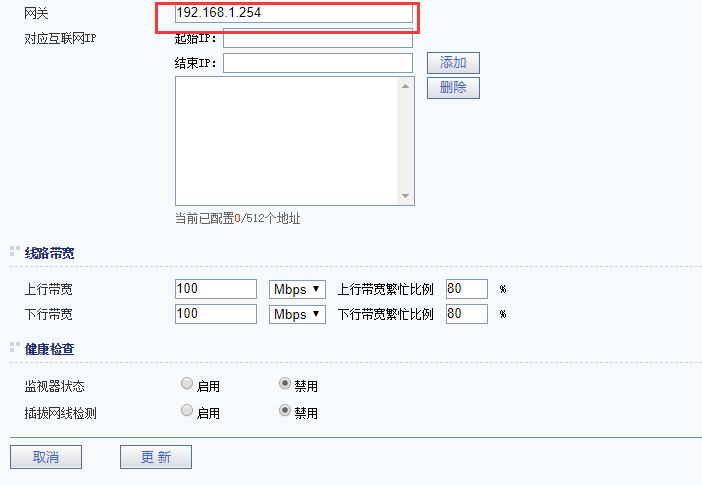 网关 192.168.1.254
对应互联网IP 起始IP:
结束IP: 添加
删除
当前已配置0/512个地址
线路带宽
上行带宽 100 Mbps 上行带宽繁忙比例 80 %
下行带宽 100 Mbps 下行带宽繁忙比例 80 %
健康检查
监视器状态 启用 禁用
插拔网线检测 启用 禁用
取消 更新